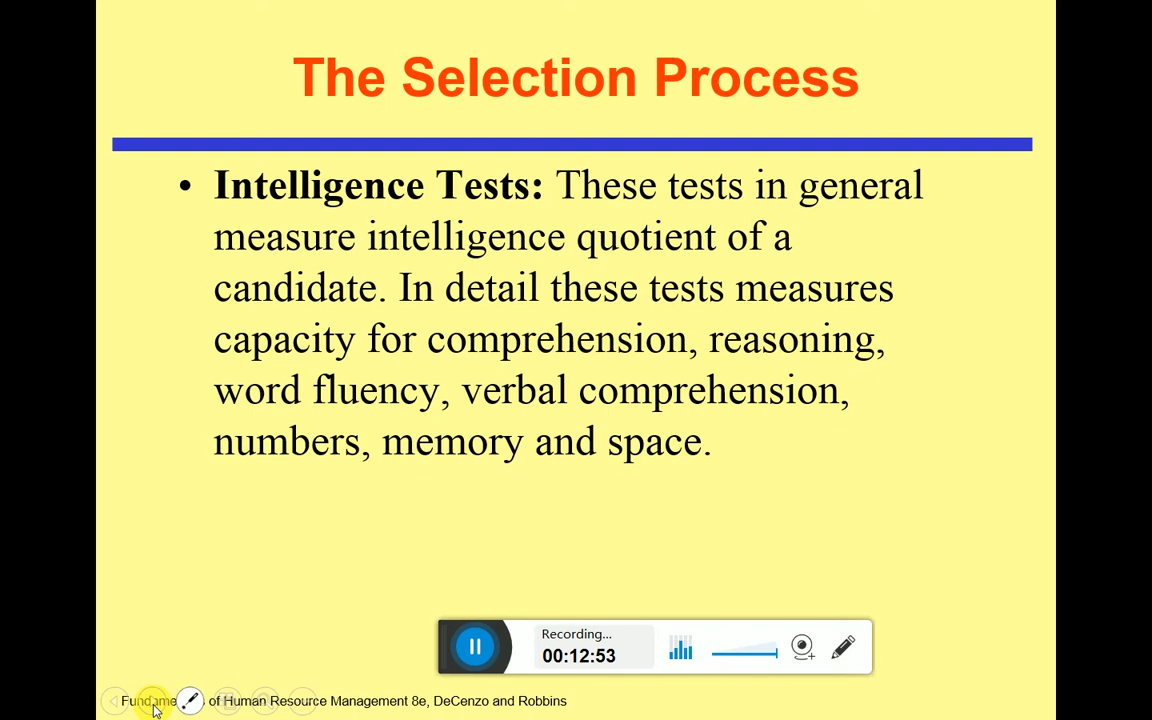 The Selection Process
• Intelligence Tests: These tests in general
measure intelligence quotient of a
candidate. In detail these tests measures
capacity for comprehension, reasoning,
word fluency, verbal comprehension,
numbers, memory and space.
Recording...
00:12:53
of Human Resource Management 8e, DeCenzo and Robbins